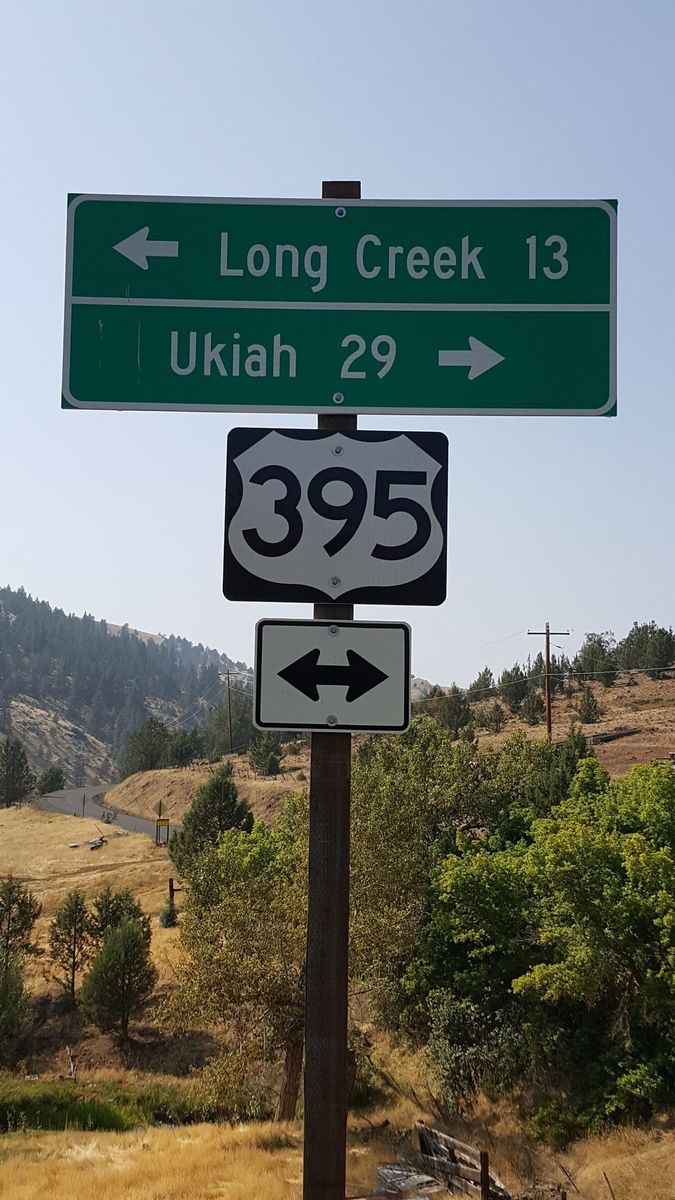 ← Long Creek 13
Ukiah 29 →
395